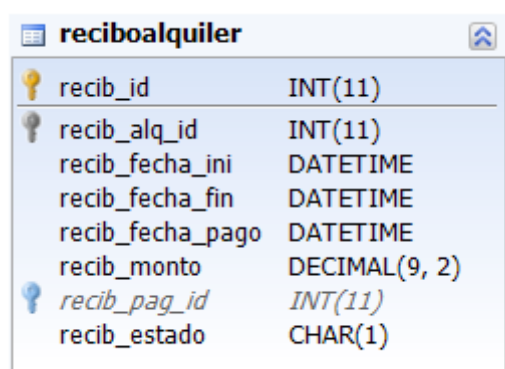 reciboalquiler
recib_id INT(11)
recib_alq_id INT(11)
recib_fecha_ini DATETIME
recib_fecha_fin DATETIME
recib_fecha_pago DATETIME
recib_monto DECIMAL(9, 2)
recib_pag_id INT(11)
recib_estado CHAR(1)